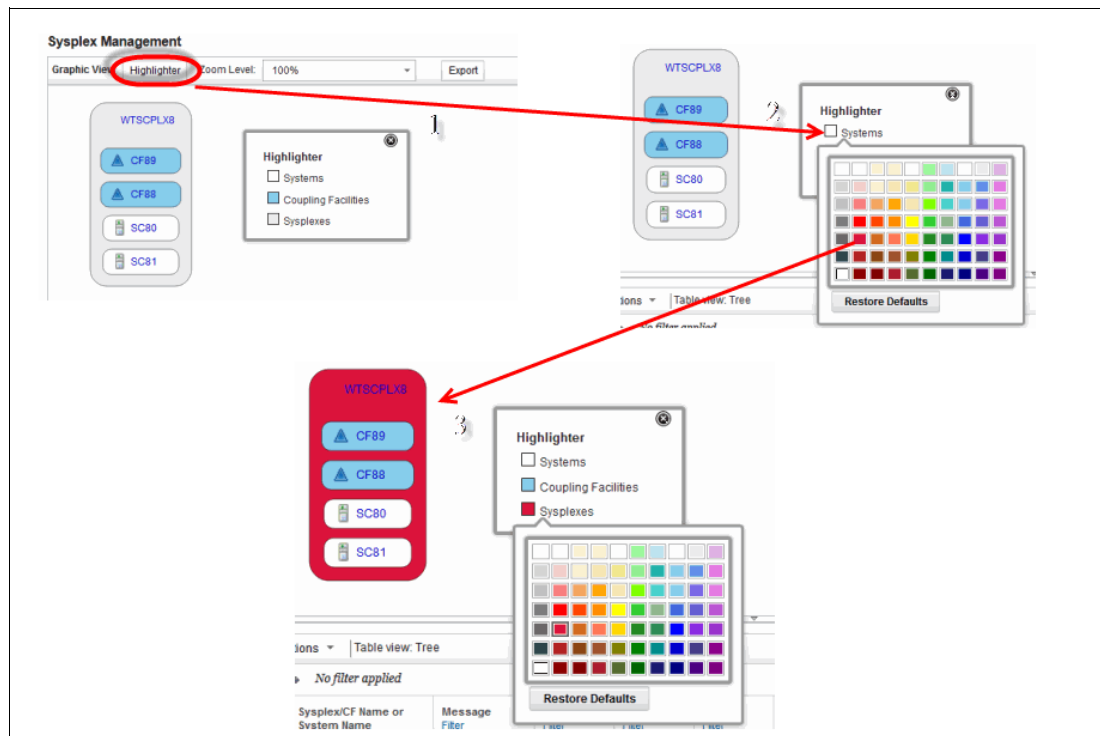 Sysplex Management
Graphic View: Highlighter Zoom Level: 100% Export
WTSCPLX8
CF89
CF88
SC80
SC81
1
Highlighter
Systems
Coupling Facilities
Sysplexes
WTSCPLX8
CF89
CF88
SC80
SC81
2
Highlighter
Systems
Restore Defaults
Table view: Tree
No filter applied
WTSCPLX8
CF89
CF88
SC80
SC81
3
Highlighter
Systems
Coupling Facilities
Sysplexes
Restore Defaults
Table view: Tree
No filter applied
Sysplex/CF Name or
System Name
Message
Filter